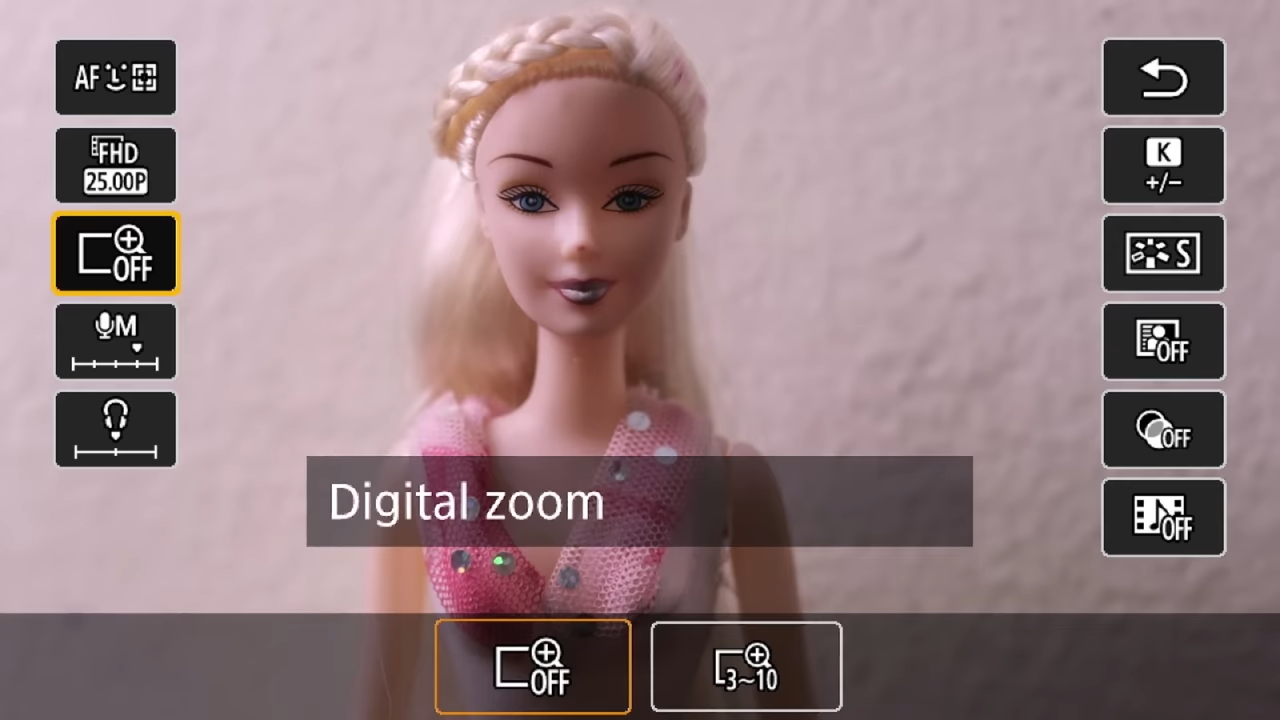 AF
FHD
25.00P
OFF
M
K
+/−
S
OFF
OFF
OFF
Digital zoom
OFF
3~10